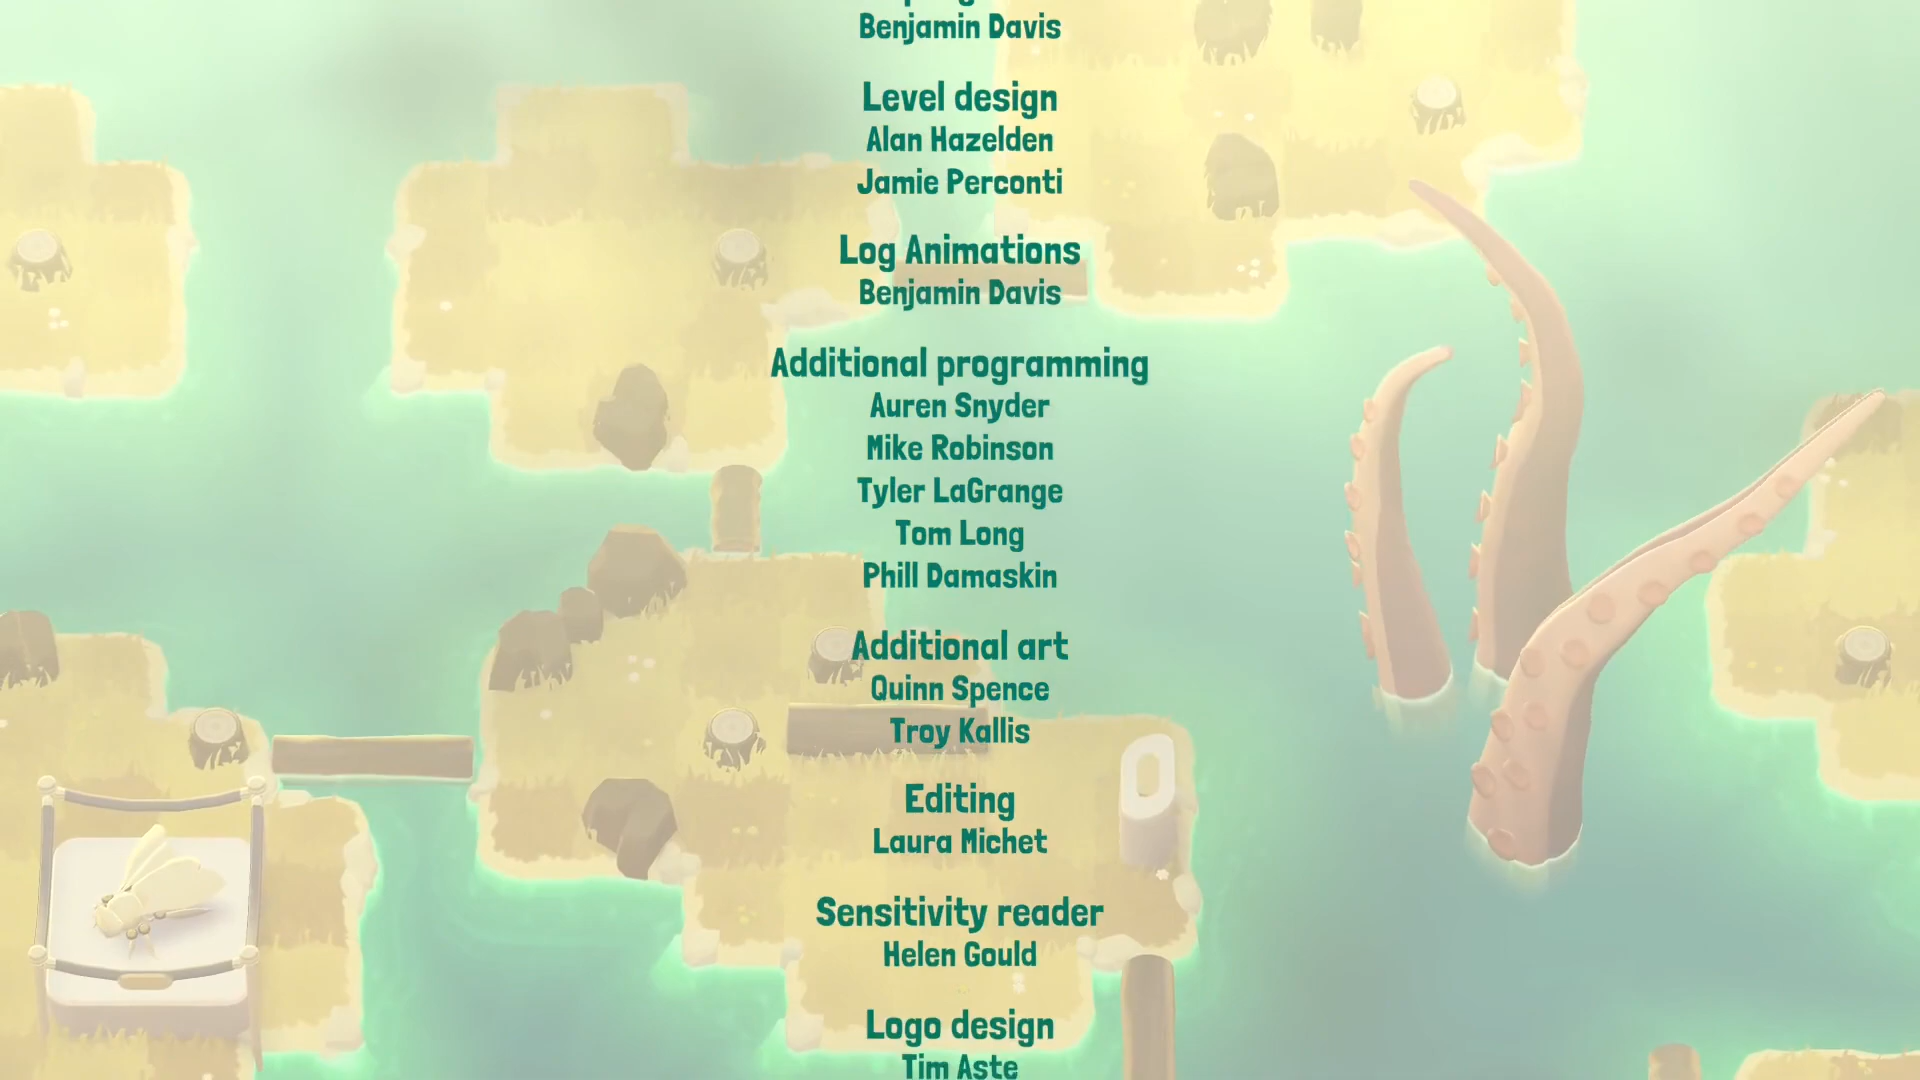 Benjamin Davis
Level design
Alan Hazelden
Jamie Perconti
Log Animations
Benjamin Davis
Additional programming
Auren Snyder
Mike Robinson
Tyler LaGrange
Tom Long
Phill Damaskin
Additional art
Quinn Spence
Troy Kallis
Editing
Laura Michet
Sensitivity reader
Helen Gould
Logo design
Tim Aste